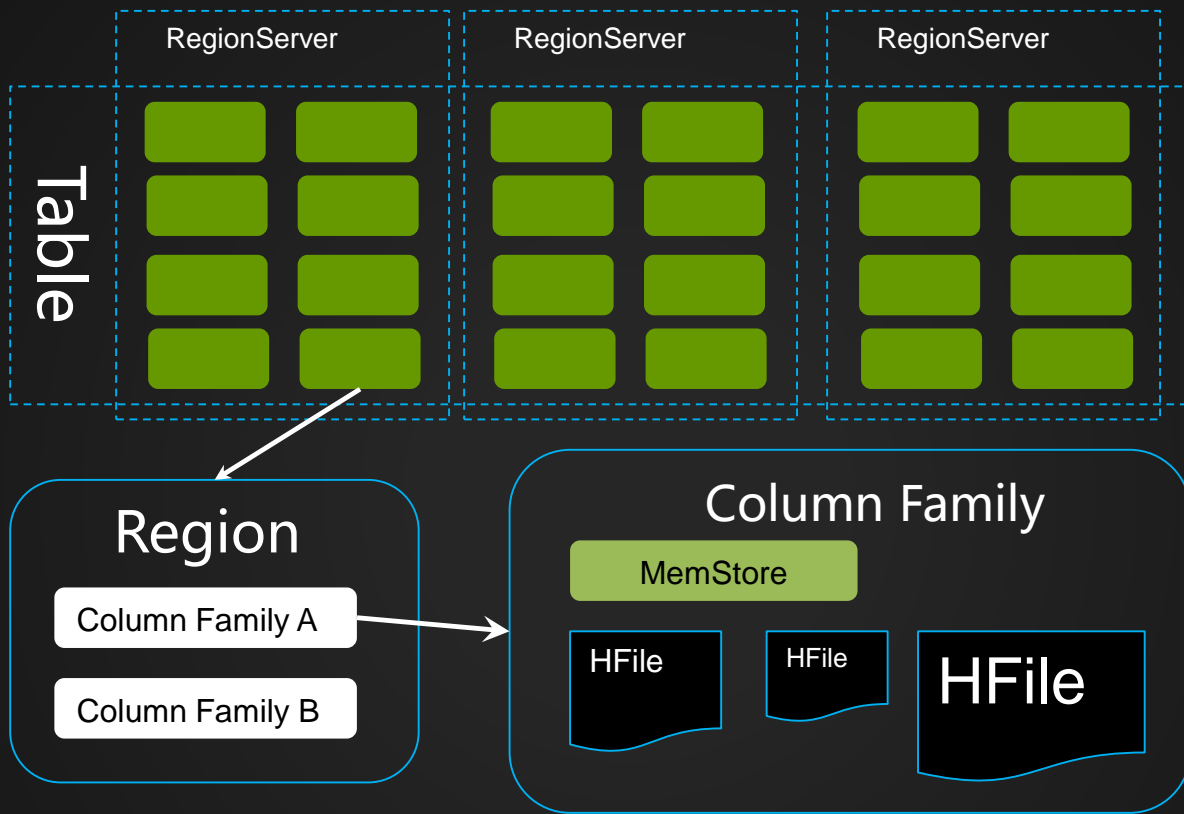 RegionServer
RegionServer
RegionServer
Table
Region
Column Family A
Column Family B
Column Family
MemStore
HFile
HFile
HFile